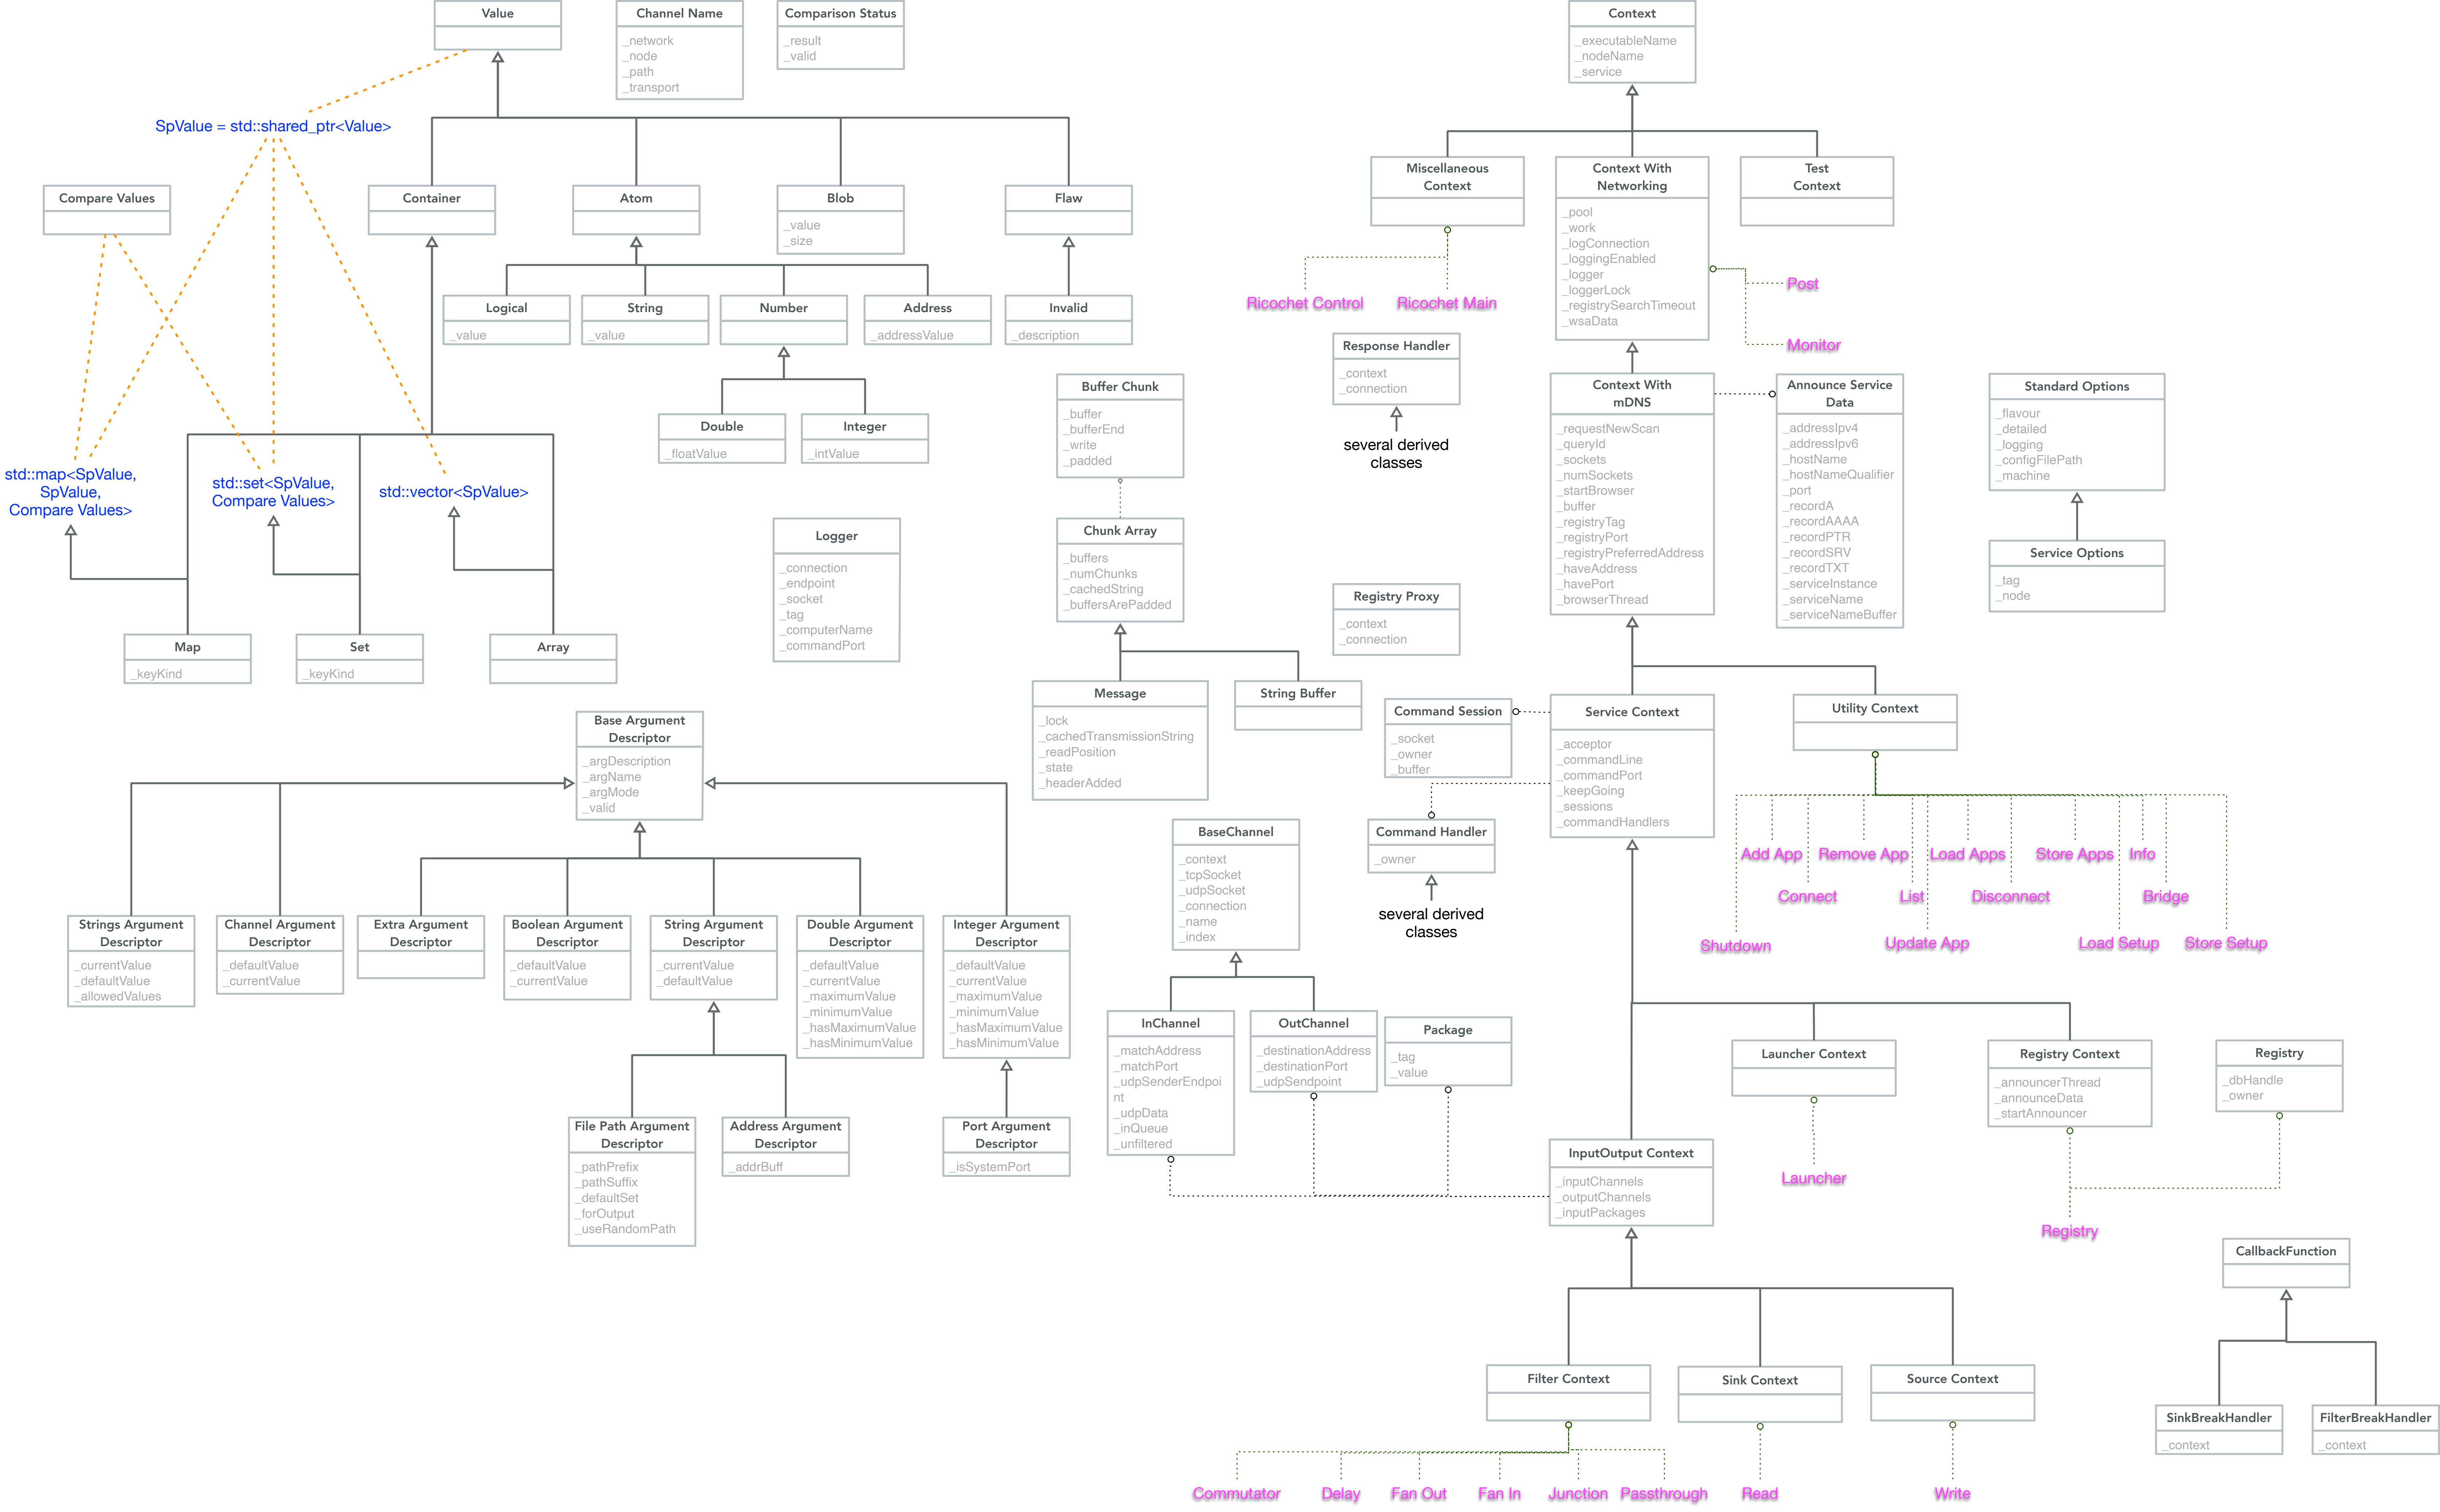 Value
Channel Name
_network
_node
_path
_transport
Comparison Status
_result
_valid
Context
_executableName
_nodeName
_service
SpValue = std::shared_ptr<Value>
Compare Values
Container
Atom
Blob
_value
_size
Flaw
Miscellaneous
Context
Context With
Networking
_pool
_work
_logConnection
_loggingEnabled
_logger
_loggerLock
_registrySearchTimeout
_wsaData
Test
Context
Post
Monitor
Ricochet Control
Ricochet Main
Logical
_value
String
_value
Number
Address
_addressValue
Invalid
_description
Double
_floatValue
Integer
_intValue
Response Handler
_context
_connection
several derived
classes
Buffer Chunk
_buffer
_bufferEnd
_write
_padded
Context With
mDNS
_requestNewScan
_queryId
_sockets
_numSockets
_startBrowser
_buffer
_registryTag
_registryPort
_registryPreferredAddress
_haveAddress
_havePort
_browserThread
Announce Service
Data
_addressIpv4
_addressIpv6
_hostName
_hostNameQualifier
_port
_recordA
_recordAAAA
_recordPTR
_recordSRV
_recordTXT
_serviceInstance
_serviceName
_serviceNameBuffer
Standard Options
_flavour
_detailed
_logging
_configFilePath
_machine
Service Options
_tag
_node
std::map<SpValue,
SpValue,
Compare Values>
std::set<SpValue,
Compare Values>
std::vector<SpValue>
Logger
_connection
_endpoint
_socket
_tag
_computerName
_commandPort
Chunk Array
_buffers
_numChunks
_cachedString
_buffersArePadded
Registry Proxy
_context
_connection
Map
_keyKind
Set
_keyKind
Array
Message
_lock
_cachedTransmissionString
_readPosition
_state
_headerAdded
String Buffer
Command Session
_socket
_owner
_buffer
Service Context
_acceptor
_commandLine
_commandPort
_keepGoing
_sessions
_commandHandlers
Utility Context
Base Argument
Descriptor
_argDescription
_argName
_argMode
_valid
BaseChannel
_context
_tcpSocket
_udpSocket
_connection
_name
_index
Command Handler
_owner
several derived
classes
Add App
Remove App
Load Apps
Store Apps
Info
Connect
List
Disconnect
Bridge
Shutdown
Update App
Load Setup
Store Setup
Strings Argument
Descriptor
_currentValue
_defaultValue
_allowedValues
Channel Argument
Descriptor
_defaultValue
_currentValue
Extra Argument
Descriptor
Boolean Argument
Descriptor
_defaultValue
_currentValue
String Argument
Descriptor
_currentValue
_defaultValue
Double Argument
Descriptor
_defaultValue
_currentValue
_maximumValue
_minimumValue
_hasMaximumValue
_hasMinimumValue
Integer Argument
Descriptor
_defaultValue
_currentValue
_maximumValue
_minimumValue
_hasMaximumValue
_hasMinimumValue
InChannel
_matchAddress
_matchPort
_udpSenderEndpoi
nt
_udpData
_inQueue
_unfiltered
OutChannel
_destinationAddress
_destinationPort
_udpSendpoint
Package
_tag
_value
Launcher Context
Registry Context
_announcerThread
_announceData
_startAnnouncer
Registry
_dbHandle
_owner
File Path Argument
Descriptor
_pathPrefix
_pathSuffix
_defaultSet
_forOutput
_useRandomPath
Address Argument
Descriptor
_addrBuff
Port Argument
Descriptor
_isSystemPort
InputOutput Context
_inputChannels
_outputChannels
_inputPackages
Launcher
Registry
CallbackFunction
Filter Context
Sink Context
Source Context
SinkBreakHandler
_context
FilterBreakHandler
_context
Commutator
Delay
Fan Out
Fan In
Junction
Passthrough
Read
Write